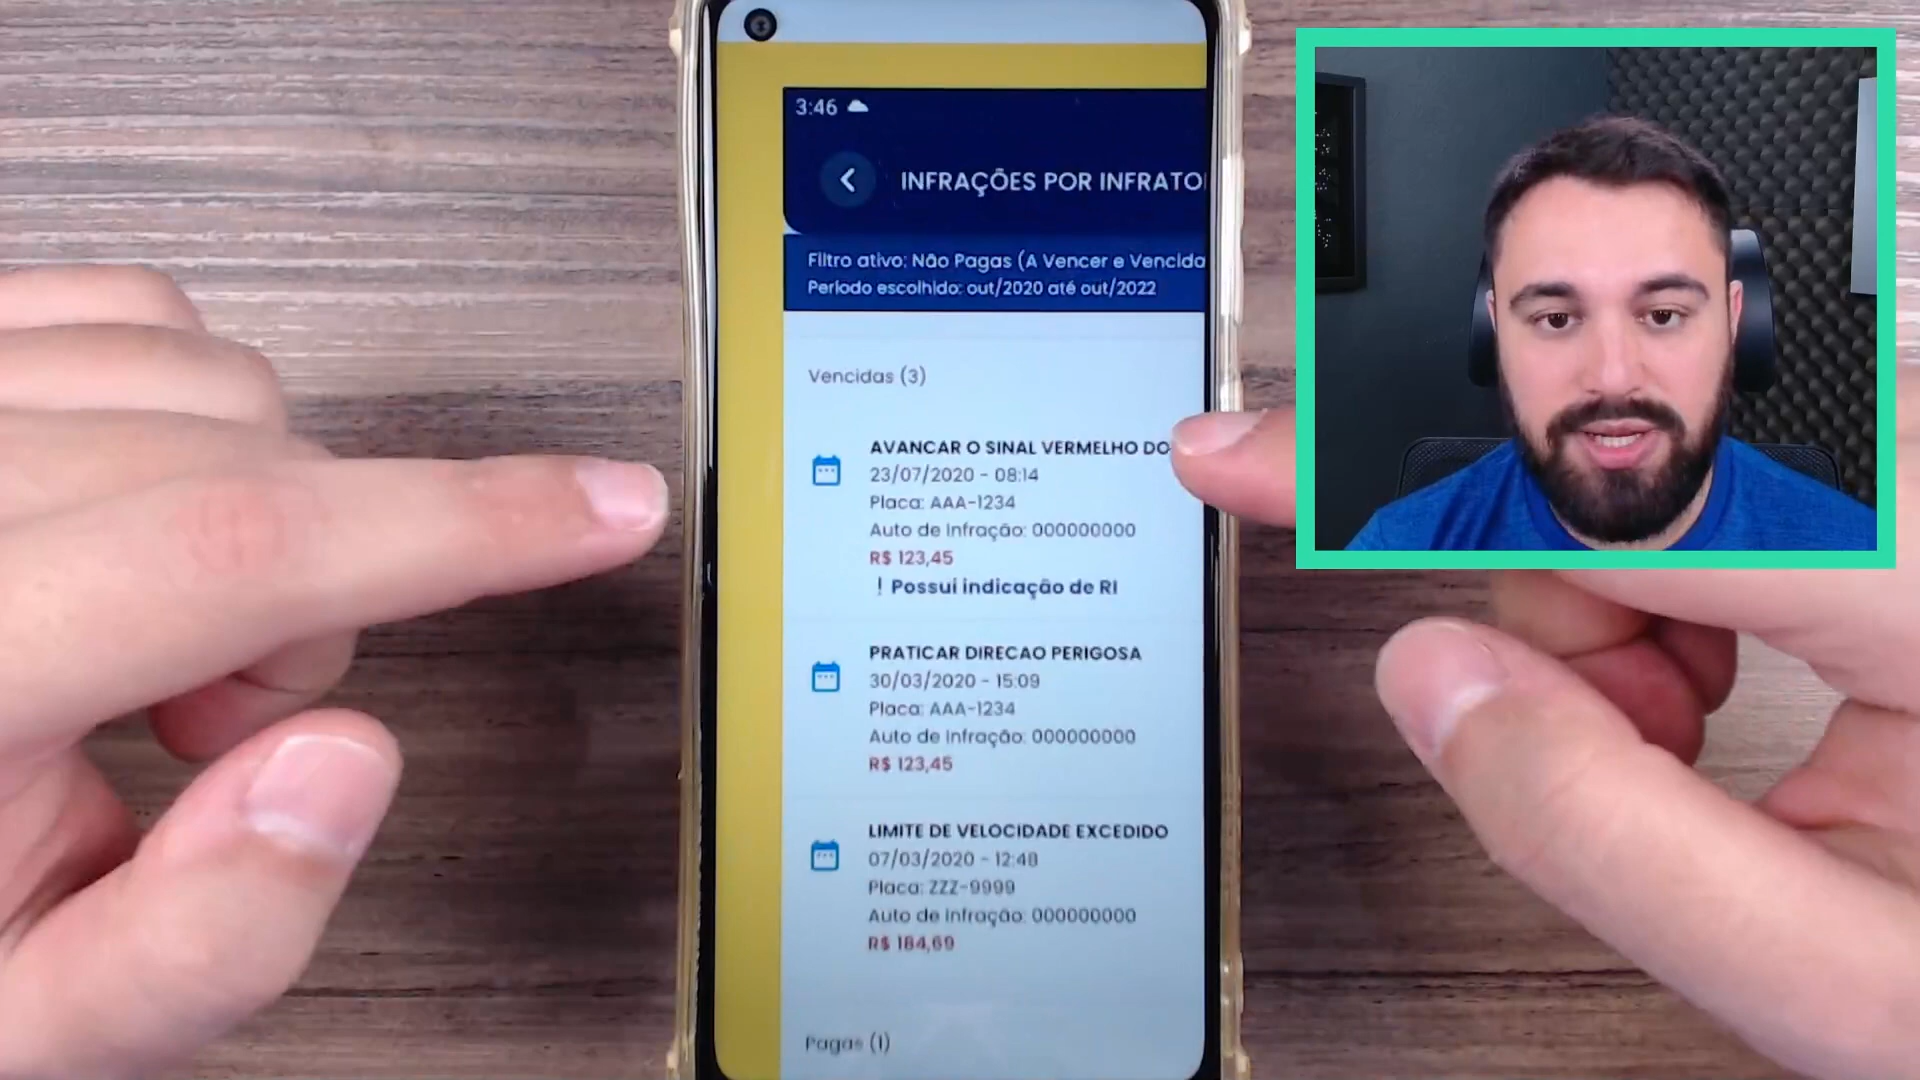 3:46
INFRAÇÕES POR INFRATO
Filtro ativo: Não Pagas (A Vencer e Vencida
Período escolhido: out/2020 até out/2022
Vencidas (3)
AVANCAR O SINAL VERMELHO DO
23/07/2020 - 08:14
Placa: AAA-1234
Auto de Infração: 000000000
R$ 123,45
! Possui indicação de RI
PRATICAR DIRECAO PERIGOSA
30/03/2020 - 15:09
Placa: AAA-1234
Auto de Infração: 000000000
R$ 123,45
LIMITE DE VELOCIDADE EXCEDIDO
07/03/2020 - 12:48
Placa: ZZZ-9999
Auto de Infração: 000000000
R$ 184,69
Pagas (1)